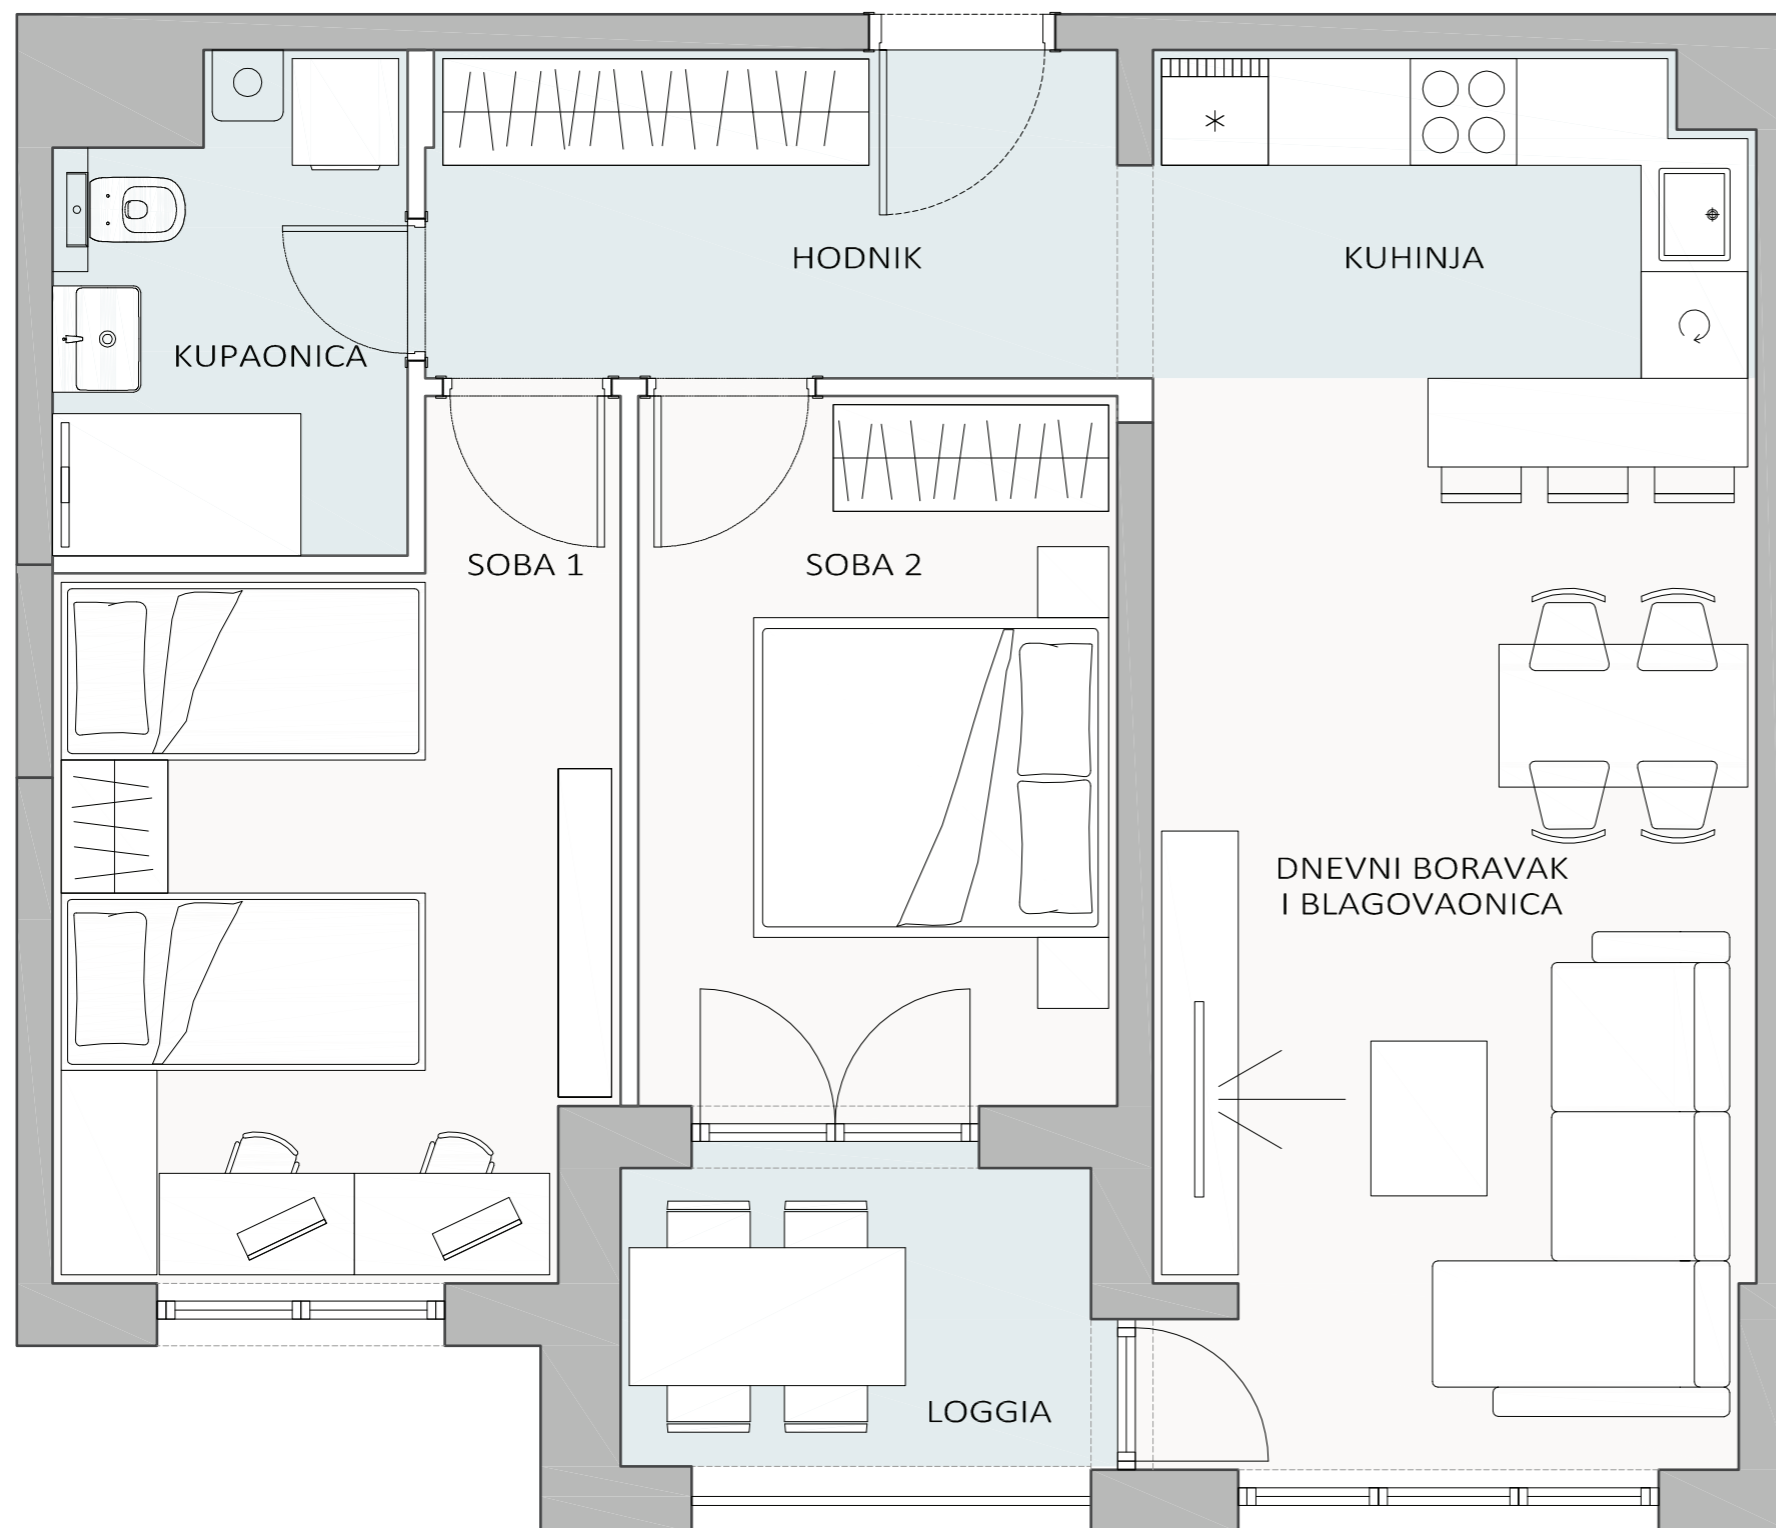 HODNIK
KUHINJA
KUPAONICA
SOBA 1
SOBA 2
DNEVNI BORAVAK
I BLAGOVAONICA
LOGGIA